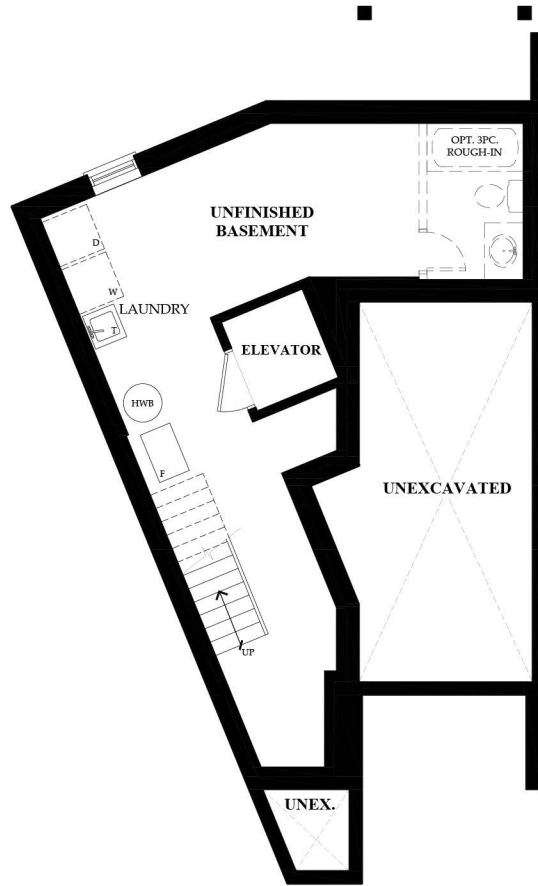 OPT. 3PC.
ROUGH-IN
UNFINISHED
BASEMENT
D
W
LAUNDRY
T
ELEVATOR
HWB
F
UNEXCAVATED
UP
UNEX.